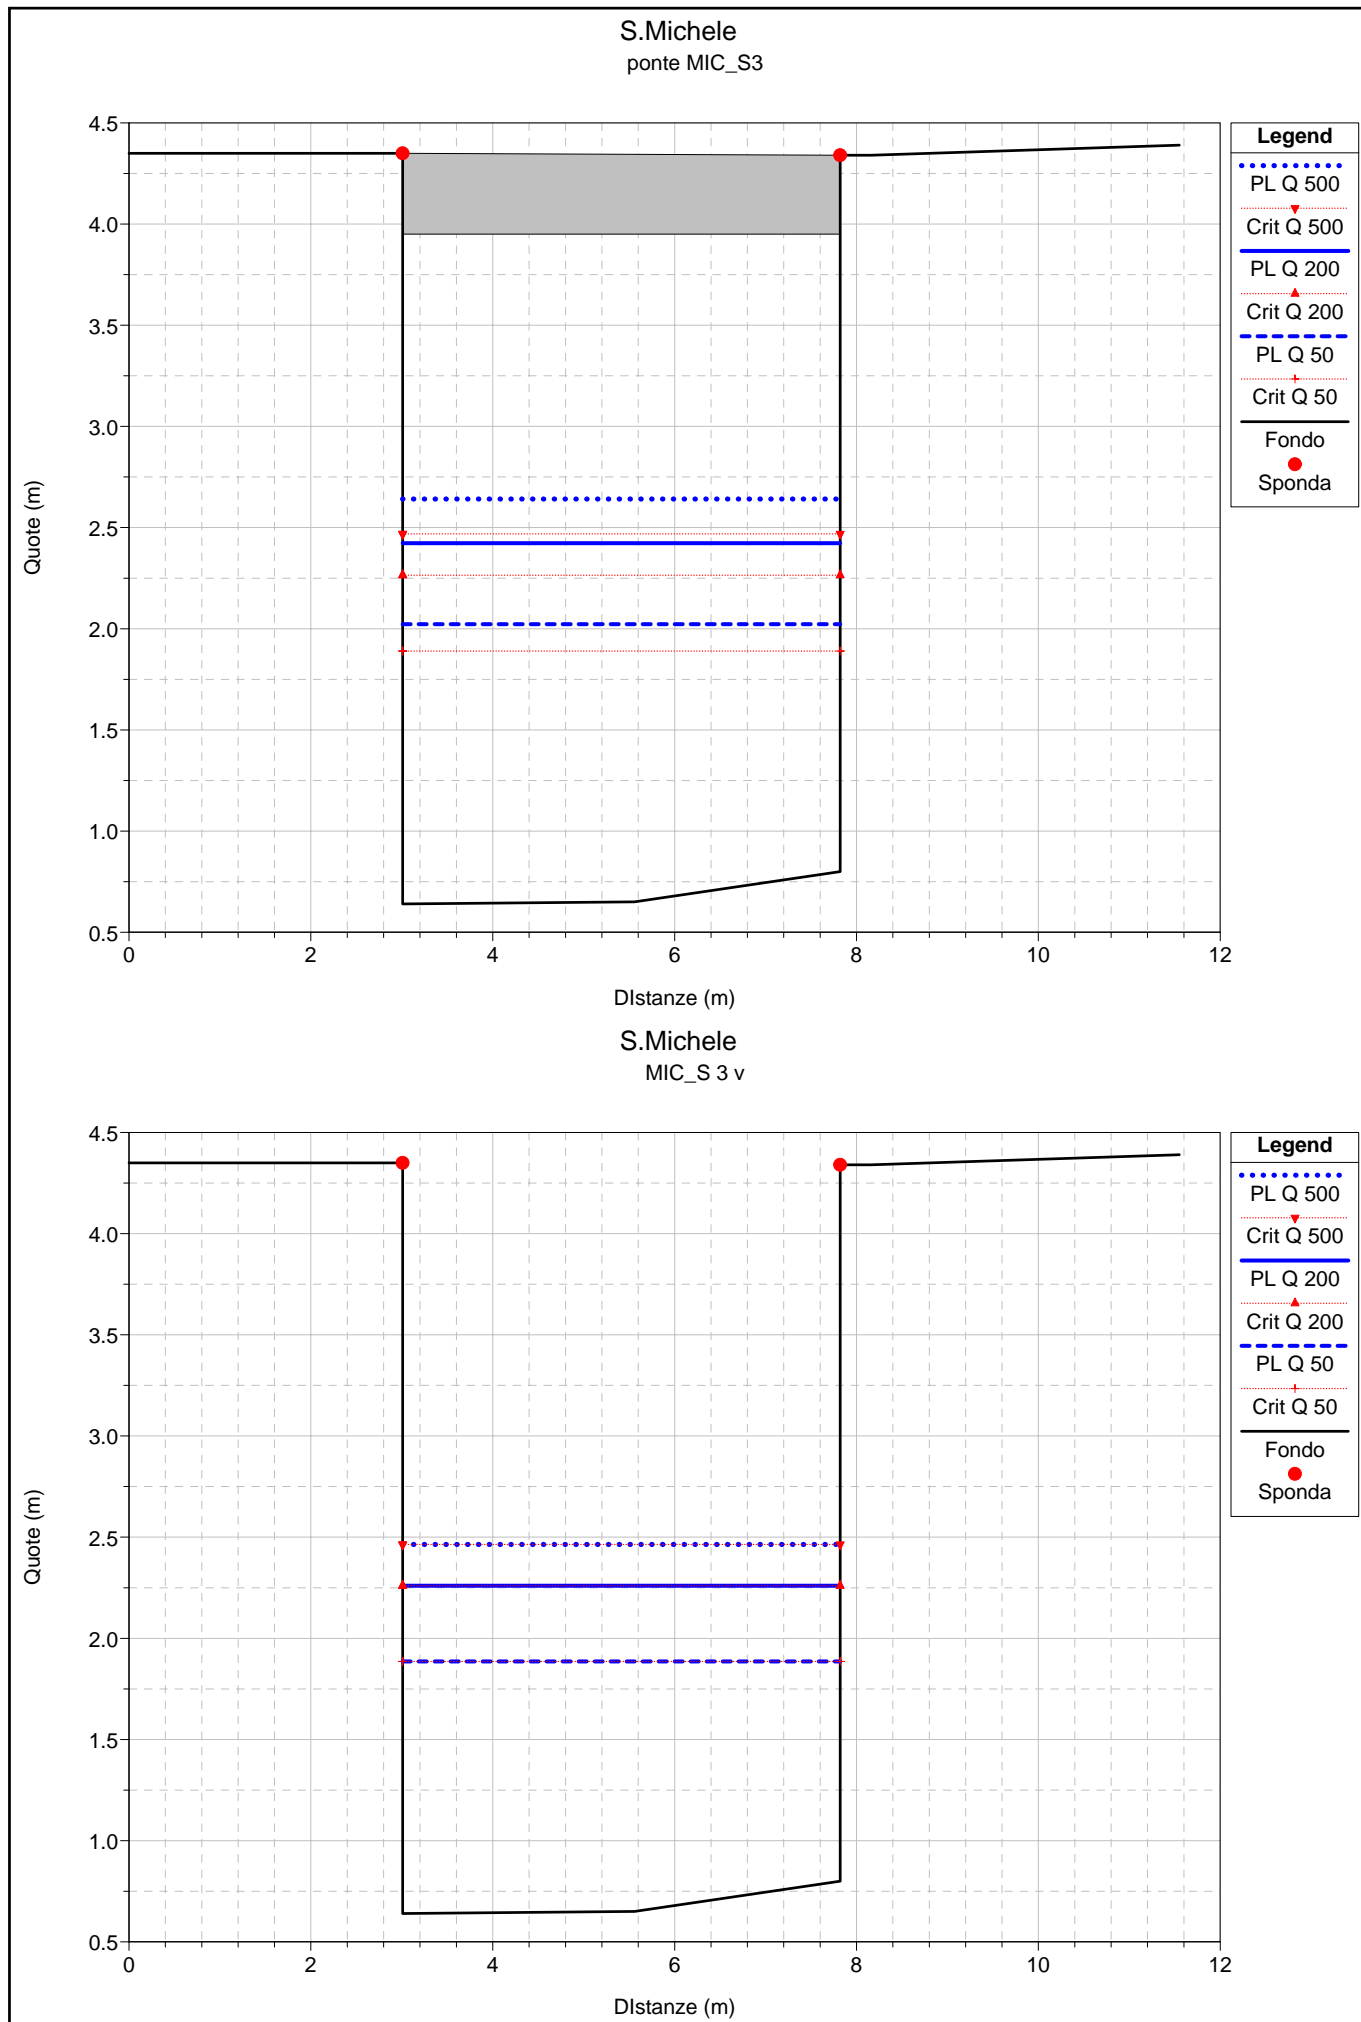 S.Michele
ponte MIC_S3
4.5
4.0
3.5
3.0
2.5
2.0
1.5
1.0
0.5
Quote (m)
0 2 4 6 8 10 12
DIstanze (m)
Legend
PL Q 500
Crit Q 500
PL Q 200
Crit Q 200
PL Q 50
Crit Q 50
Fondo
Sponda
S.Michele
MIC_S 3 v
4.5
4.0
3.5
3.0
2.5
2.0
1.5
1.0
0.5
Quote (m)
0 2 4 6 8 10 12
DIstanze (m)
Legend
PL Q 500
Crit Q 500
PL Q 200
Crit Q 200
PL Q 50
Crit Q 50
Fondo
Sponda